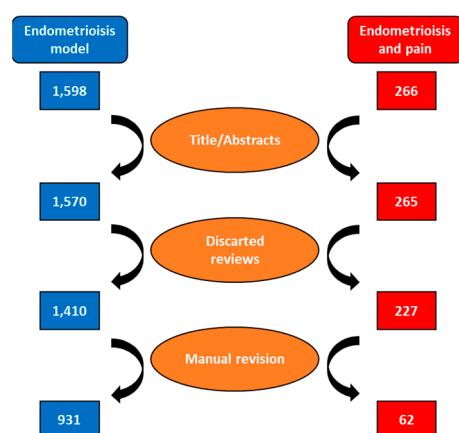 Endometrioisis
model
Endometrioisis
and pain
1,598
266
Title/Abstracts
1,570
265
Discarted
reviews
1,410
227
Manual revision
931
62